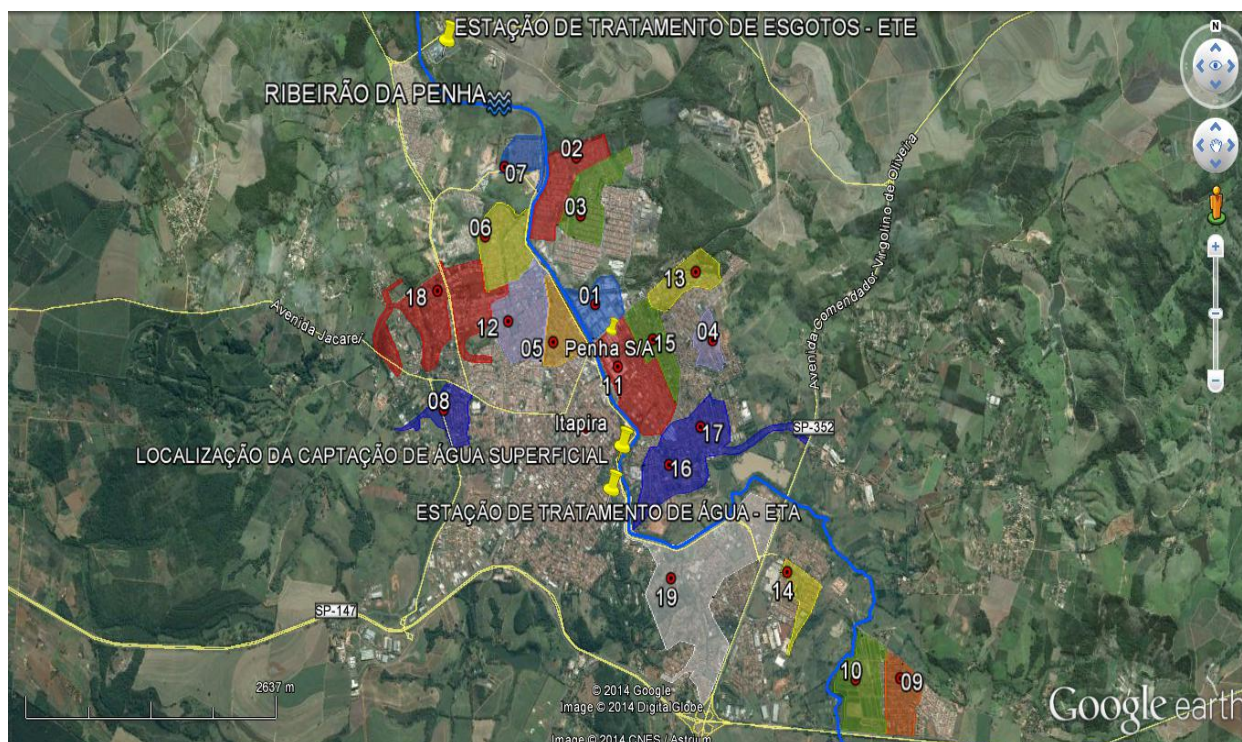 ESTAÇÃO DE TRATAMENTO DE ESGOTOS - ETE
N
RIBEIRÃO DA PENHA
02
07
03
06
13
18
01
12
05
Penha S/A
15
04
11
Avenida Jacareí
Avenida Comendador Virgolino de Oliveira
08
Itapira
17
SP-352
LOCALIZAÇÃO DA CAPTAÇÃO DE ÁGUA SUPERFICIAL
16
ESTAÇÃO DE TRATAMENTO DE ÁGUA - ETA
19
14
SP-147
10
09
2637 m
© 2014 Google
Image © 2014 DigitalGlobe
Image © 2014 CNES / Astrium
Google earth